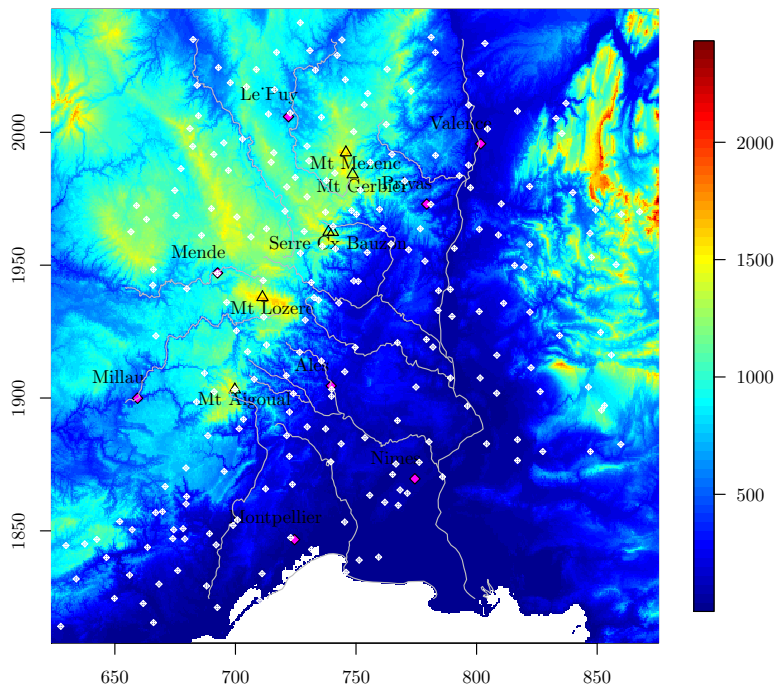 Le Puy
Valence
Mt Mezenc
Mt Gerbier
Privas
Serre Cx Bauzon
Mende
Mt Lozere
Ales
Millau
Mt Aigoual
Nimes
Montpellier
2000
1950
1900
1850
650
700
750
800
850
2000
1500
1000
500